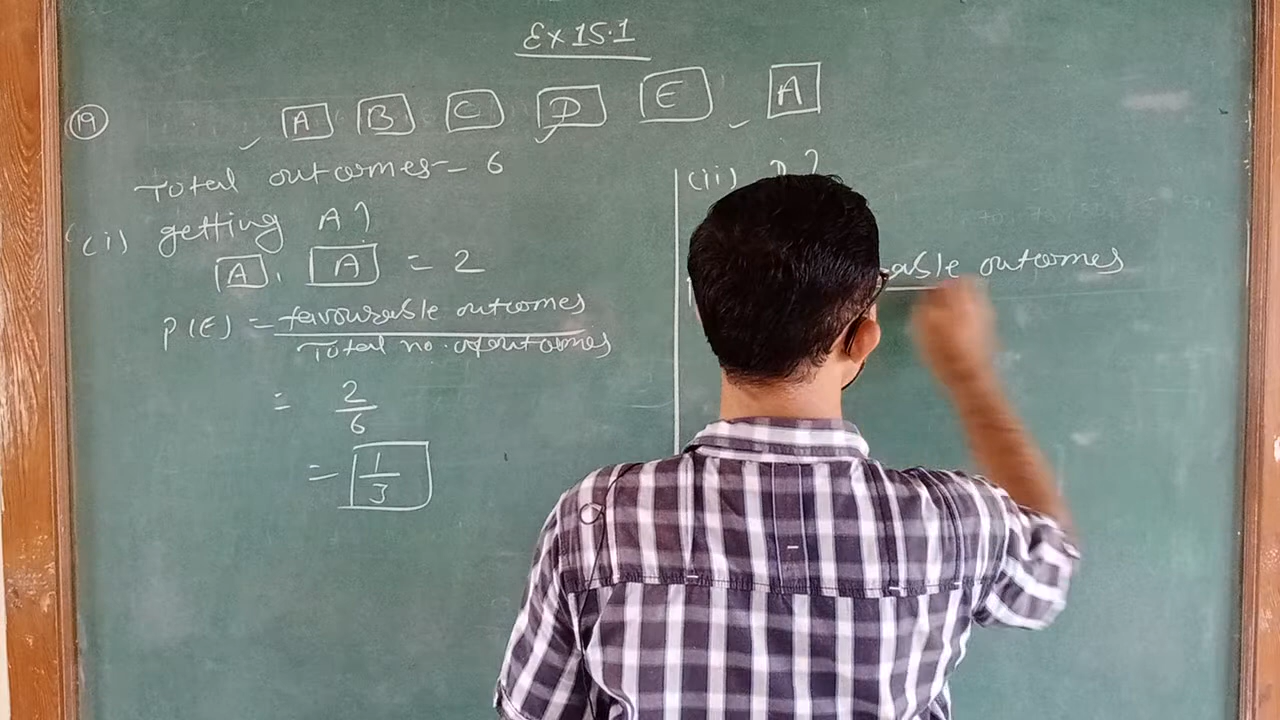 Ex 15.1
19
A B C D E A
Total outcomes - 6
(i) getting A?
A, A = 2
P(E) = favourable outcomes
Total no. of outcomes
= 2/6
= 1/3
(ii) D?
outcomes